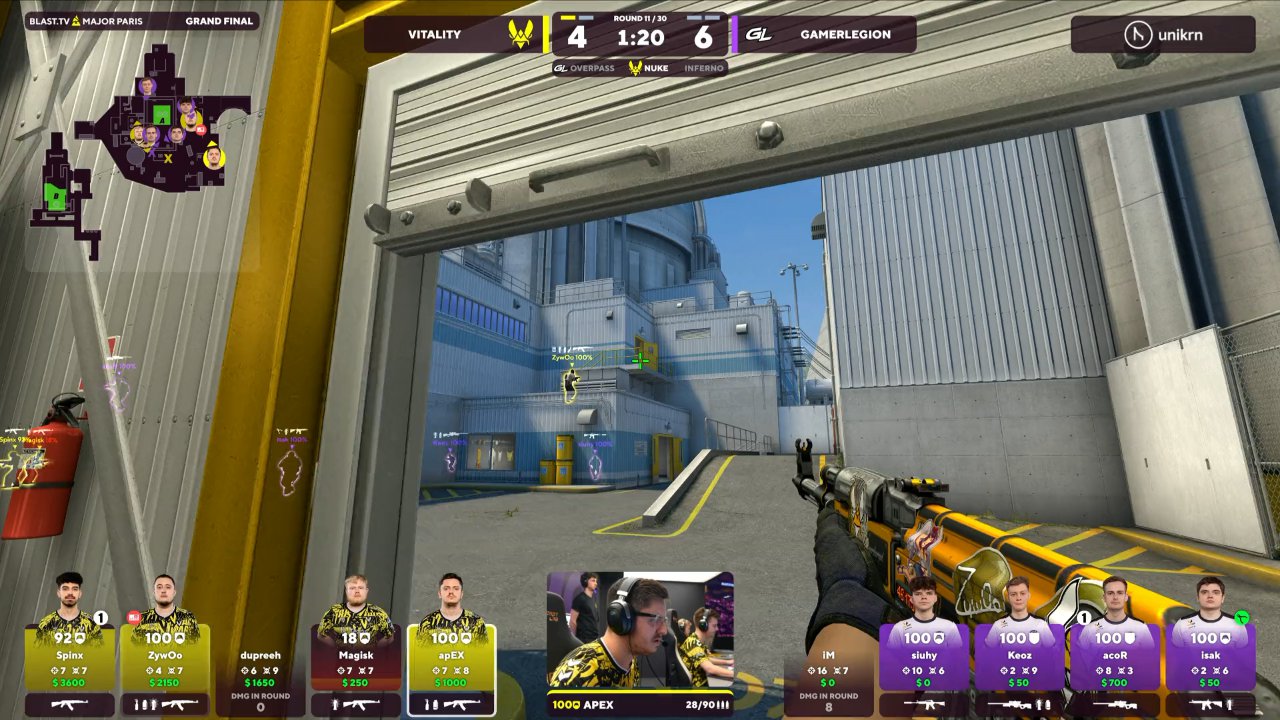 BLAST.TV MAJOR PARIS GRAND FINAL
VITALITY 4 ROUND 11 / 30 1:20 6 GL GAMERLEGION
unikrn
GL OVERPASS NUKE INFERNO
A
B
X
ZywOo 100%
92 Spinx 7 7 $3600
1
100 ZywOo 4 7 $2150
dupreeh 6 9 $1650
DMG IN ROUND
0
18 Magisk 7 7 $250
100 apEX 7 8 $1000
100 APEX 28/90
iM 16 7 $0
DMG IN ROUND
8
100 siuhy 10 6 $0
100 Keoz 2 9 $50
1
100 acoR 8 3 $700
100 isak 2 6 $50